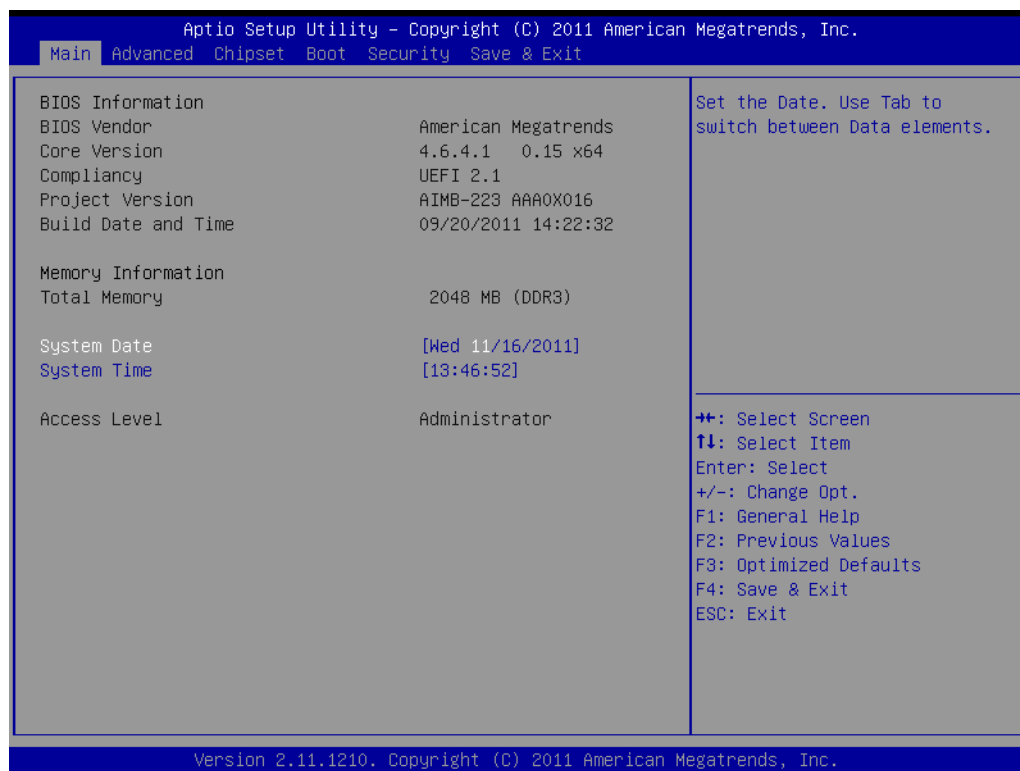 Aptio Setup Utility – Copyright (C) 2011 American Megatrends, Inc.
Main Advanced Chipset Boot Security Save & Exit
BIOS Information
BIOS Vendor American Megatrends
Core Version 4.6.4.1 0.15 x64
Compliancy UEFI 2.1
Project Version AIMB-223 AAA0X016
Build Date and Time 09/20/2011 14:22:32
Memory Information
Total Memory 2048 MB (DDR3)
System Date [Wed 11/16/2011]
System Time [13:46:52]
Access Level Administrator
Set the Date. Use Tab to
switch between Data elements.
→←: Select Screen
↑↓: Select Item
Enter: Select
+/-: Change Opt.
F1: General Help
F2: Previous Values
F3: Optimized Defaults
F4: Save & Exit
ESC: Exit
Version 2.11.1210. Copyright (C) 2011 American Megatrends, Inc.